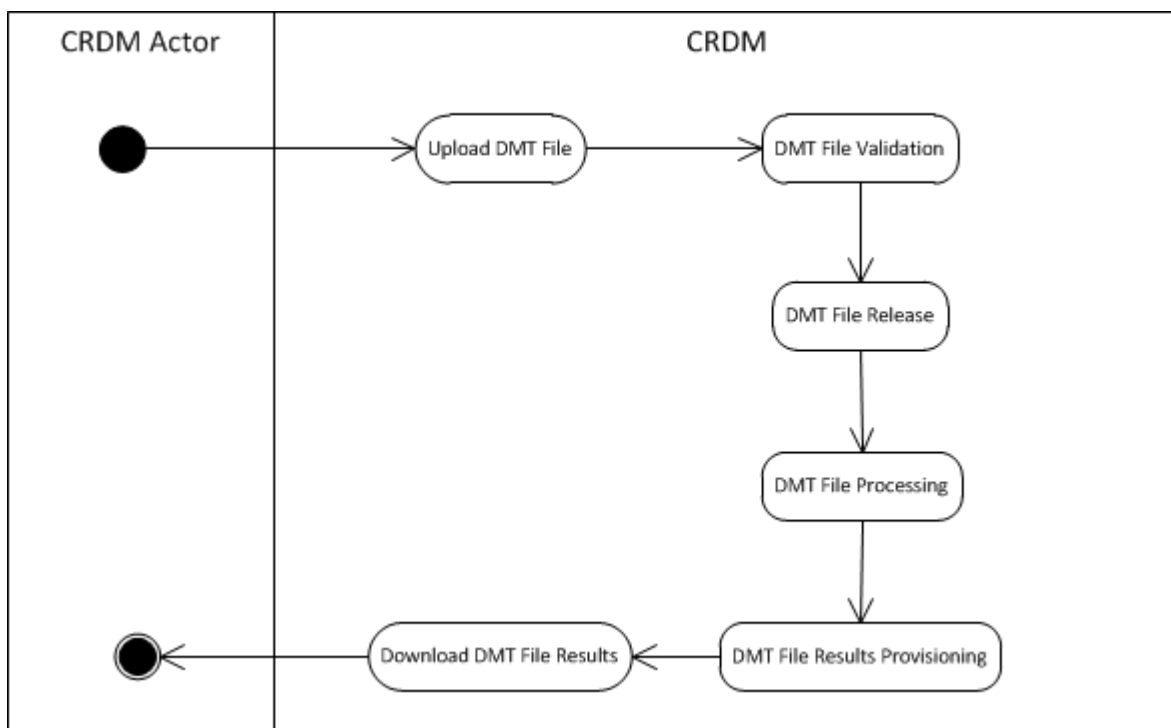 CRDM Actor
CRDM
Upload DMT File
DMT File Validation
DMT File Release
DMT File Processing
DMT File Results Provisioning
Download DMT File Results